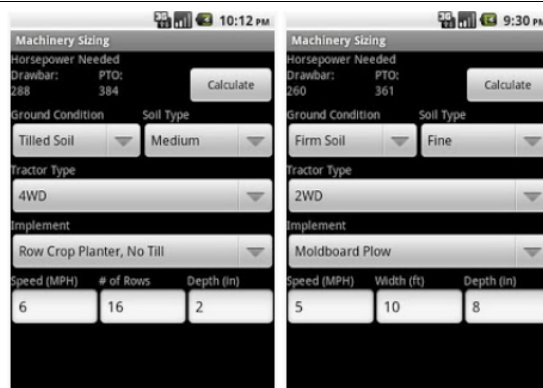 3G 10:12 PM
Machinery Sizing
Horsepower Needed
Drawbar: PTO:
288 384
Calculate
Ground Condition Soil Type
Tilled Soil Medium
Tractor Type
4WD
Implement
Row Crop Planter, No Till
Speed (MPH) # of Rows Depth (in)
6 16 2
3G 9:30 PM
Machinery Sizing
Horsepower Needed
Drawbar: PTO:
260 361
Calculate
Ground Condition Soil Type
Firm Soil Fine
Tractor Type
2WD
Implement
Moldboard Plow
Speed (MPH) Width (ft) Depth (in)
5 10 8